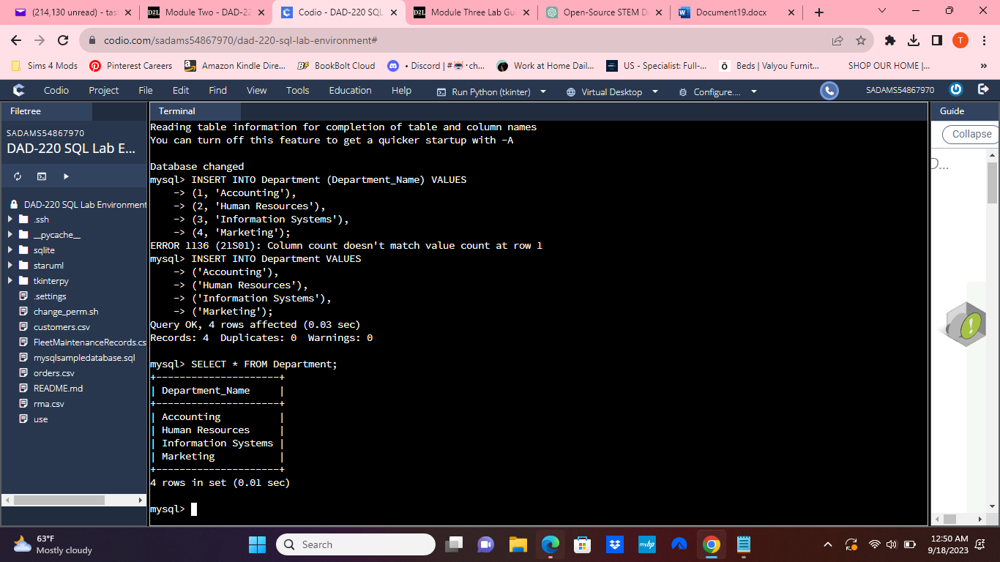 (214,130 unread) - tas
Module Two - DAD-22
Codio - DAD-220 SQL
Module Three Lab Gu
Open-Source STEM D
Document19.docx
codio.com/sadams54867970/dad-220-sql-lab-environment#
T
Sims 4 Mods
Pinterest Careers
Amazon Kindle Dire...
BookBolt Cloud
• Discord | #
ch...
Work at Home Dail...
US - Specialist: Full-...
Beds | Valyou Furnit...
SHOP OUR HOME |...
Codio Project File Edit Find View Tools Education Help Run Python (tkinter) Virtual Desktop Configure.... SADAMS54867970
Filetree
Terminal
Guide
Collapse
D...
SADAMS54867970
DAD-220 SQL Lab E...
DAD-220 SQL Lab Environment
.ssh
__pycache__
sqlite
staruml
tkinterpy
.settings
change_perm.sh
customers.csv
FleetMaintenanceRecords.cs
mysqlsampledatabase.sql
orders.csv
README.md
rma.csv
use
Reading table information for completion of table and column names
You can turn off this feature to get a quicker startup with -A
Database changed
mysql> INSERT INTO Department (Department_Name) VALUES
-> (1, 'Accounting'),
-> (2, 'Human Resources'),
-> (3, 'Information Systems'),
-> (4, 'Marketing');
ERROR 1136 (21S01): Column count doesn't match value count at row 1
mysql> INSERT INTO Department VALUES
-> ('Accounting'),
-> ('Human Resources'),
-> ('Information Systems'),
-> ('Marketing');
Query OK, 4 rows affected (0.03 sec)
Records: 4  Duplicates: 0  Warnings: 0
mysql> SELECT * FROM Department;
+---------------------+
| Department_Name     |
+---------------------+
| Accounting          |
| Human Resources     |
| Information Systems |
| Marketing           |
+---------------------+
4 rows in set (0.01 sec)
mysql>
63°F
Mostly cloudy
Search
myhp
12:50 AM
9/18/2023